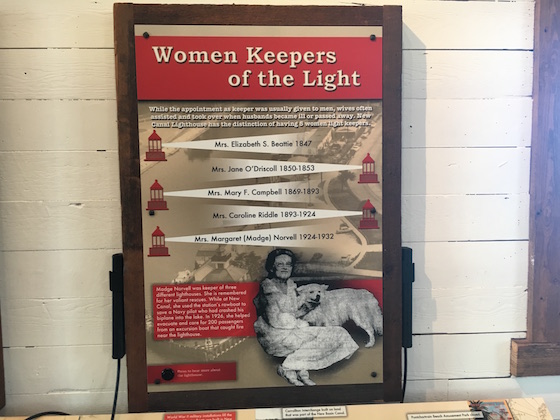 Women Keepers
of the Light
While the appointment as keeper was usually given to men, wives often
assisted and took over when husbands became ill or passed away. New
Canal Lighthouse has the distinction of having 5 women light keepers.
Mrs. Elizabeth S. Beattie 1847
Mrs. Jane O'Driscoll 1850-1853
Mrs. Mary F. Campbell 1869-1893
Mrs. Caroline Riddle 1893-1924
Mrs. Margaret (Madge) Norvell 1924-1932
Madge Norvell was keeper of three
different lighthouses. She is remembered
for her valiant rescues. While at New
Canal, she used the station's rowboat to
save a Navy pilot who had crashed his
biplane into the lake. In 1926, she helped
evacuate and care for 200 passengers
from an excursion boat that caught fire
near the lighthouse.
Press to hear more about